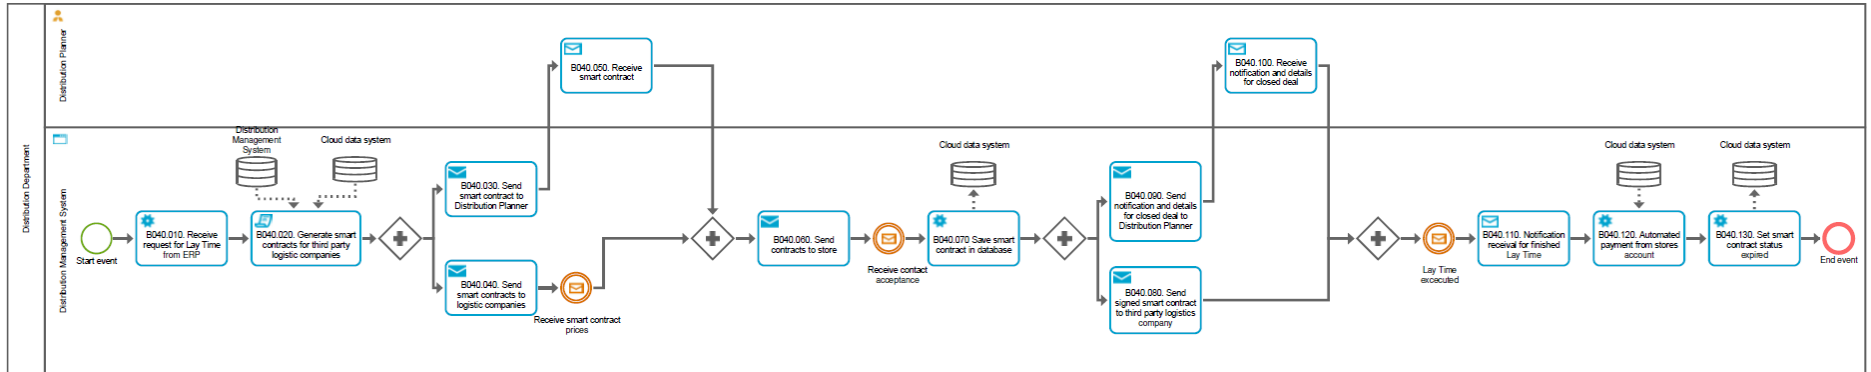 Distribution Department
Distribution Planner
B040.050. Receive
smart contract
B040.100. Receive
notification and details
for closed deal
Distribution Management System
Distribution
Management
System
Cloud data system
Start event
B040.010. Receive
request for Lay Time
from ERP
B040.020. Generate smart
contracts for third party
logistic companies
B040.030. Send
smart contract to
Distribution Planner
B040.040. Send
smart contracts to
logistic companies
Receive smart contract
prices
B040.060. Send
contracts to store
Receive contact
acceptance
Cloud data system
B040.070 Save smart
contract in database
B040.090. Send
notification and details
for closed deal to
Distribution Planner
B040.080. Send
signed smart contract
to third party logistics
company
Lay Time
excecuted
B040.110. Notification
receival for finished
Lay Time
Cloud data system
B040.120. Automated
payment from stores
account
Cloud data system
B040.130. Set smart
contract status
expired
End event